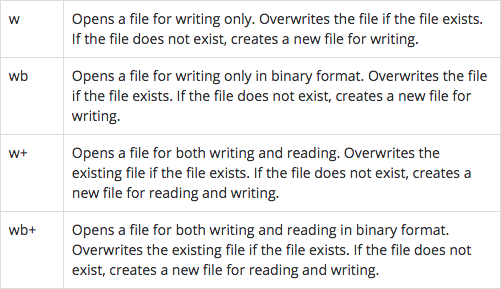 w Opens a file for writing only. Overwrites the file if the file exists.
If the file does not exist, creates a new file for writing.
wb Opens a file for writing only in binary format. Overwrites the file
if the file exists. If the file does not exist, creates a new file for
writing.
w+ Opens a file for both writing and reading. Overwrites the
existing file if the file exists. If the file does not exist, creates a
new file for reading and writing.
wb+ Opens a file for both writing and reading in binary format.
Overwrites the existing file if the file exists. If the file does not
exist, creates a new file for reading and writing.